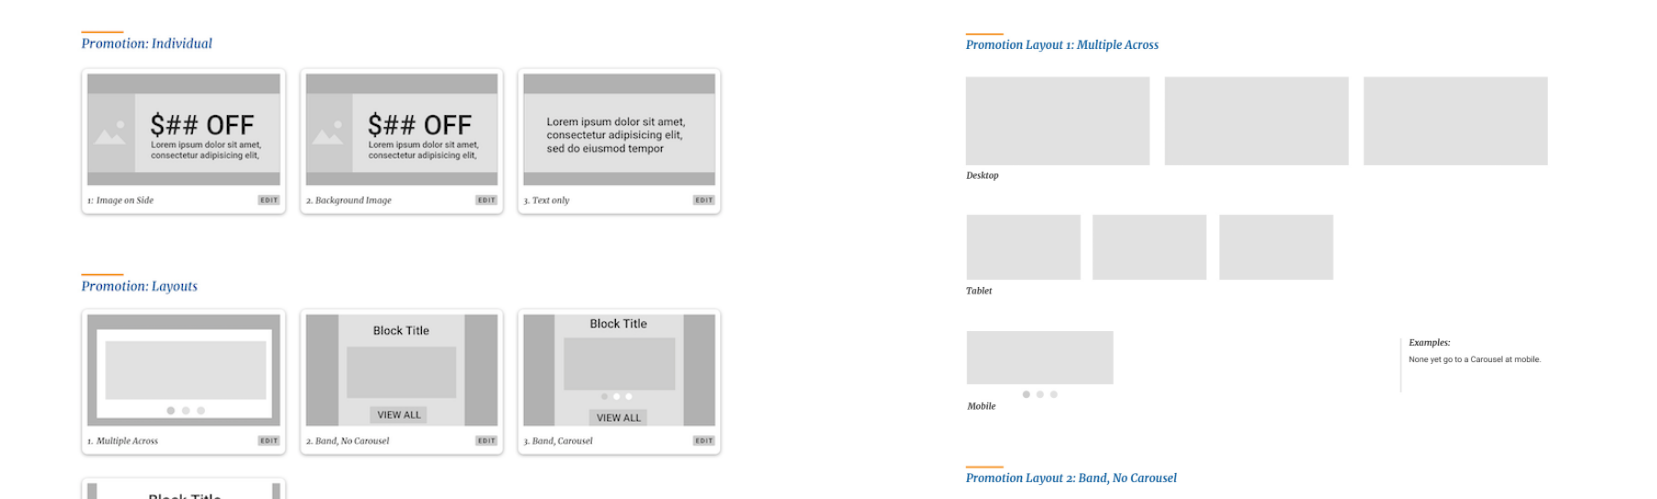 Promotion: Individual
$## OFF
Lorem ipsum dolor sit amet,
consectetur adipisicing elit,
1: Image on Side
EDIT
$## OFF
Lorem ipsum dolor sit amet,
consectetur adipisicing elit,
2. Background Image
EDIT
Lorem ipsum dolor sit amet,
consectetur adipisicing elit,
sed do eiusmod tempor
3. Text only
EDIT
Promotion: Layouts
1. Multiple Across
EDIT
Block Title
VIEW ALL
2. Band, No Carousel
EDIT
Block Title
VIEW ALL
3. Band, Carousel
EDIT
Block Title
Promotion Layout 1: Multiple Across
Desktop
Tablet
Mobile
Examples:
None yet go to a Carousel at mobile.
Promotion Layout 2: Band, No Carousel